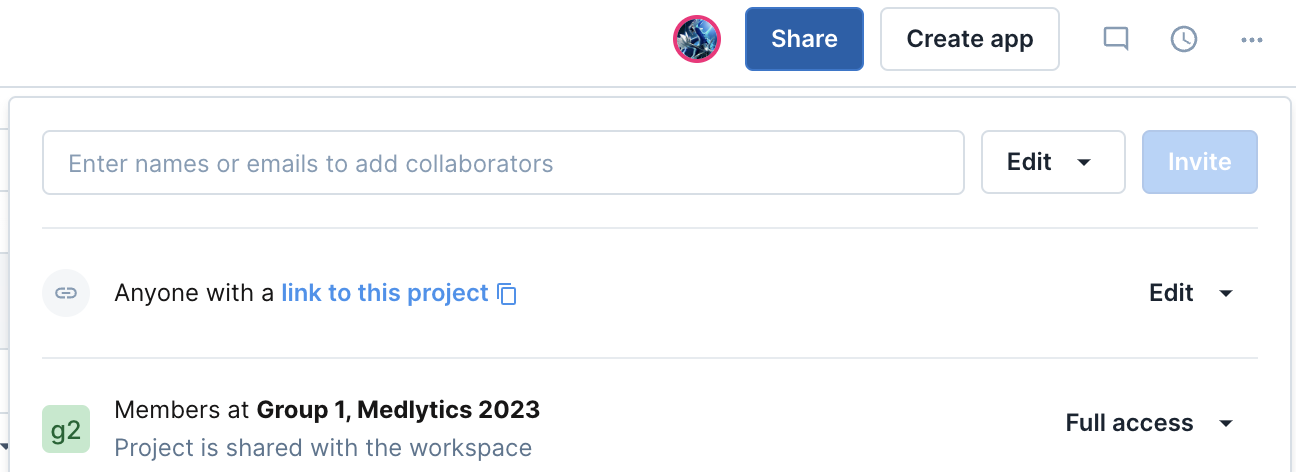 Share Create app
Enter names or emails to add collaborators Edit Invite
Anyone with a link to this project Edit
g2 Members at Group 1, Medlytics 2023 Full access
Project is shared with the workspace